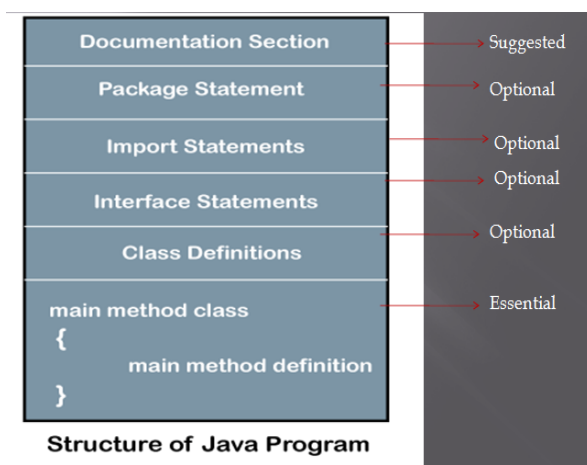 Documentation Section Suggested
Package Statement Optional
Import Statements Optional
Interface Statements Optional
Class Definitions Optional
main method class Essential
{
main method definition
}
Structure of Java Program